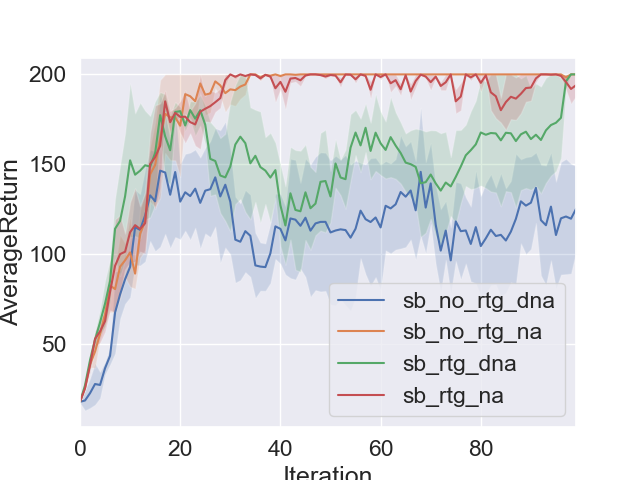 200
150
100
50
0
20
40
60
80
AverageReturn
Iteration
sb_no_rtg_dna
sb_no_rtg_na
sb_rtg_dna
sb_rtg_na